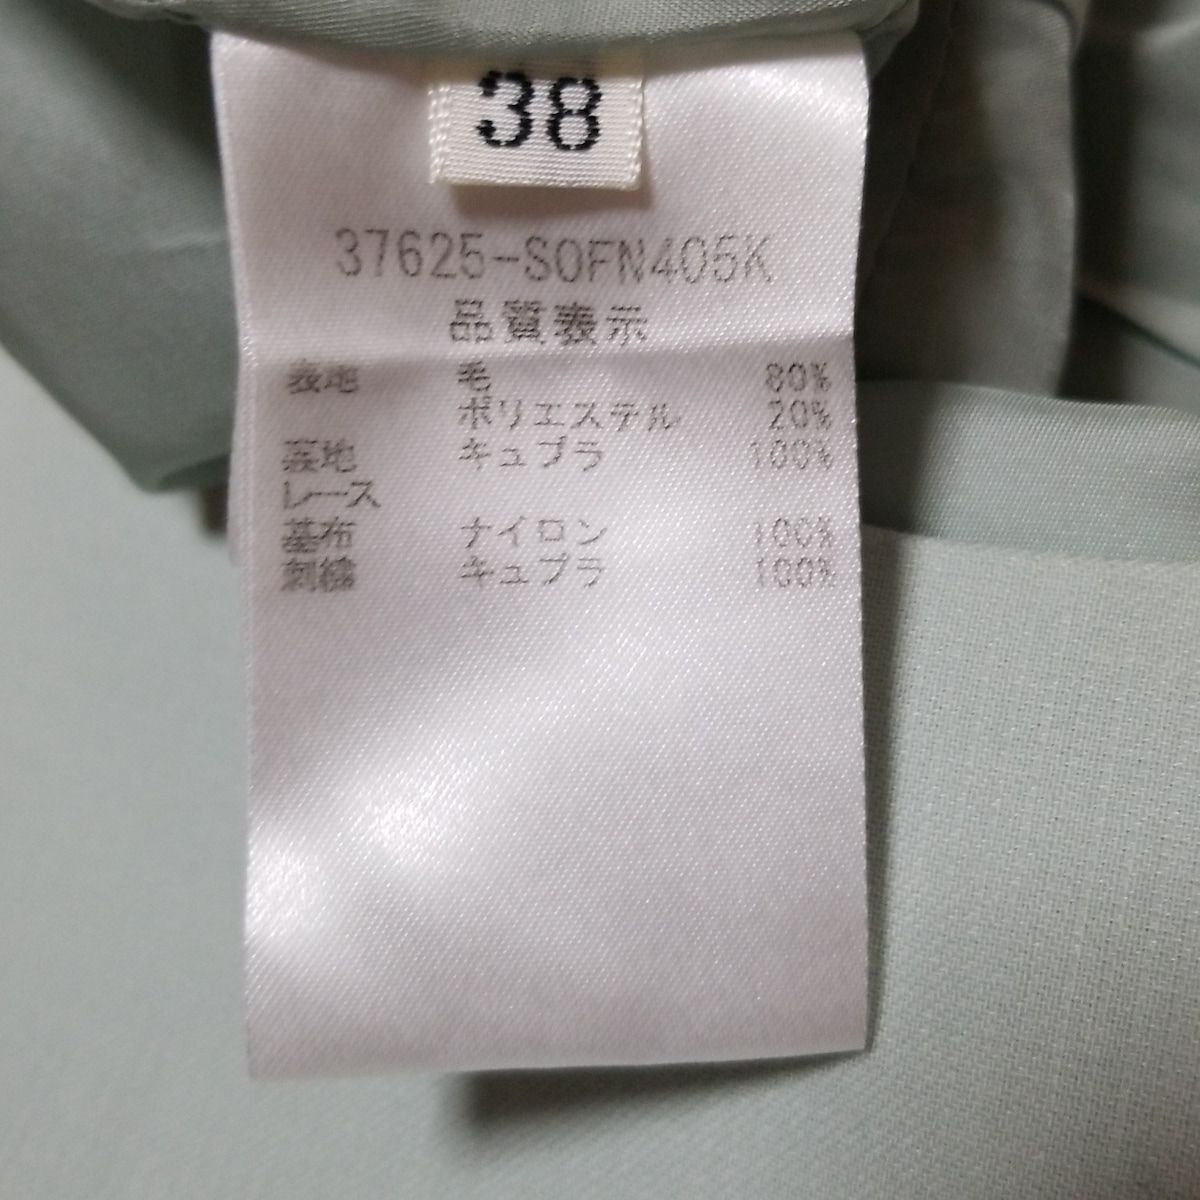 38
37625-SOFN405K
品質表示
表地 毛 80%
ポリエステル 20%
裏地 キュプラ 100%
レース
基布 ナイロン 100%
刺繍 キュプラ 100%